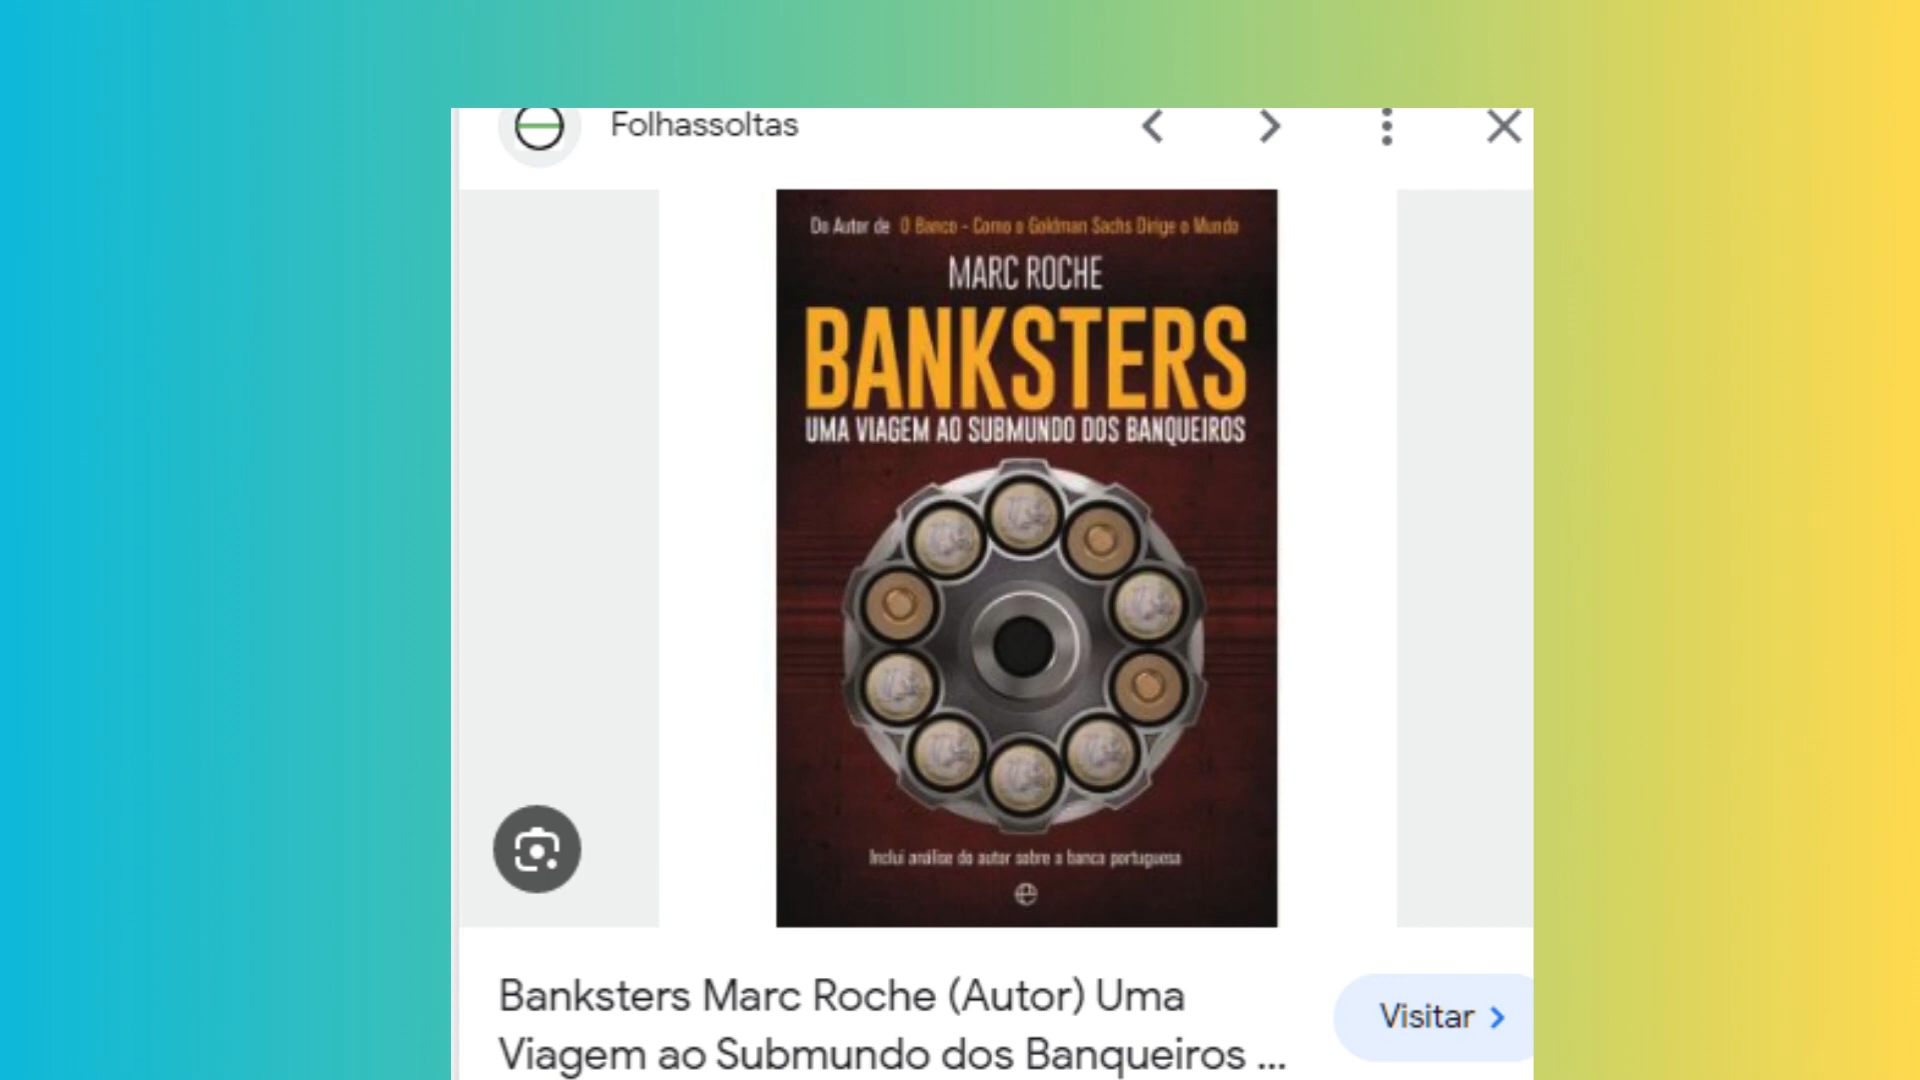 Folhassoltas
Do Autor de O Banco - Como o Goldman Sachs Dirige o Mundo
MARC ROCHE
BANKSTERS
UMA VIAGEM AO SUBMUNDO DOS BANQUEIROS
Inclui análise do autor sobre a banca portuguesa
Banksters Marc Roche (Autor) Uma
Viagem ao Submundo dos Banqueiros ...
Visitar